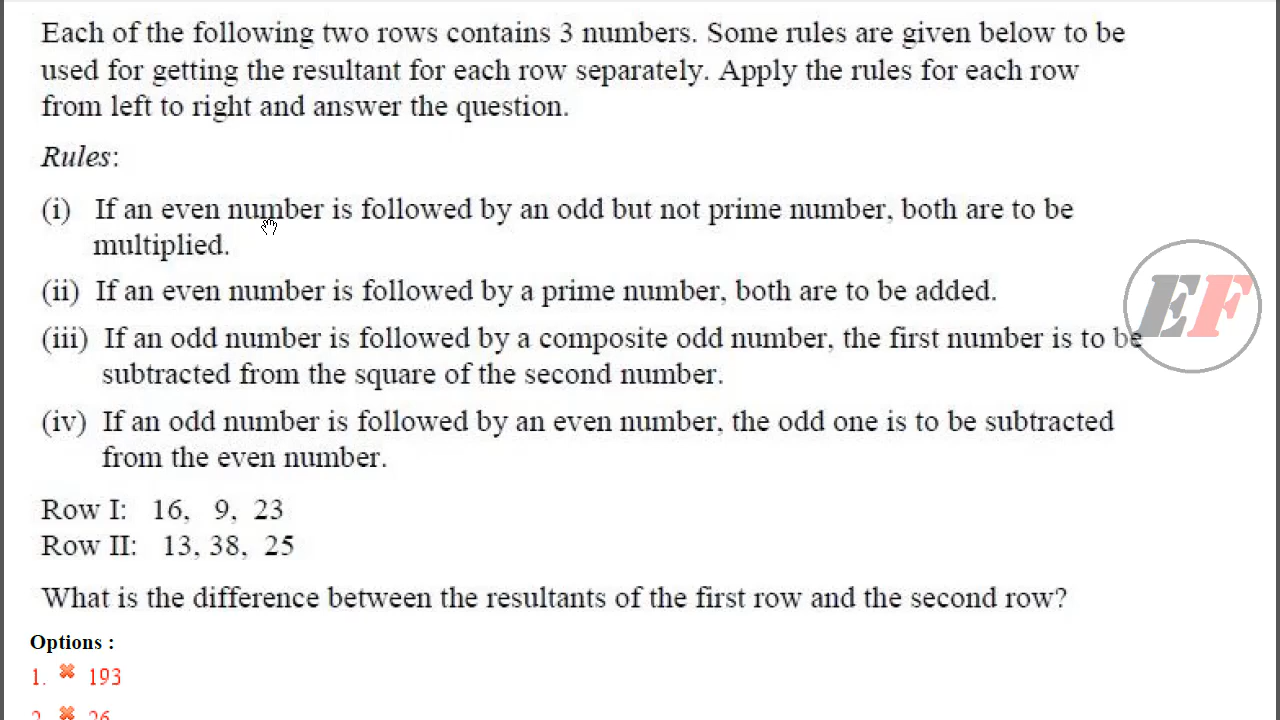 Each of the following two rows contains 3 numbers. Some rules are given below to be
used for getting the resultant for each row separately. Apply the rules for each row
from left to right and answer the question.
Rules:
(i) If an even number is followed by an odd but not prime number, both are to be
multiplied.
(ii) If an even number is followed by a prime number, both are to be added.
(iii) If an odd number is followed by a composite odd number, the first number is to be
subtracted from the square of the second number.
(iv) If an odd number is followed by an even number, the odd one is to be subtracted
from the even number.
EF
Row I: 16, 9, 23
Row II: 13, 38, 25
What is the difference between the resultants of the first row and the second row?
Options :
1. ✖ 193
2. ✖ 26